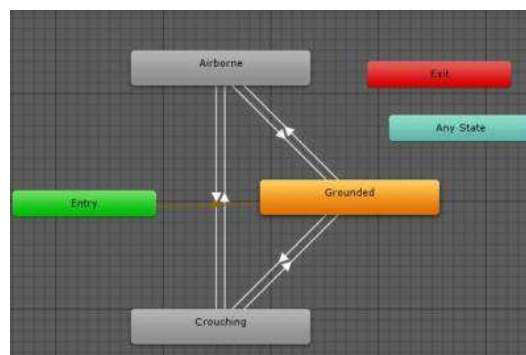 Airborne
Exit
Any State
Entry
Grounded
Crouching